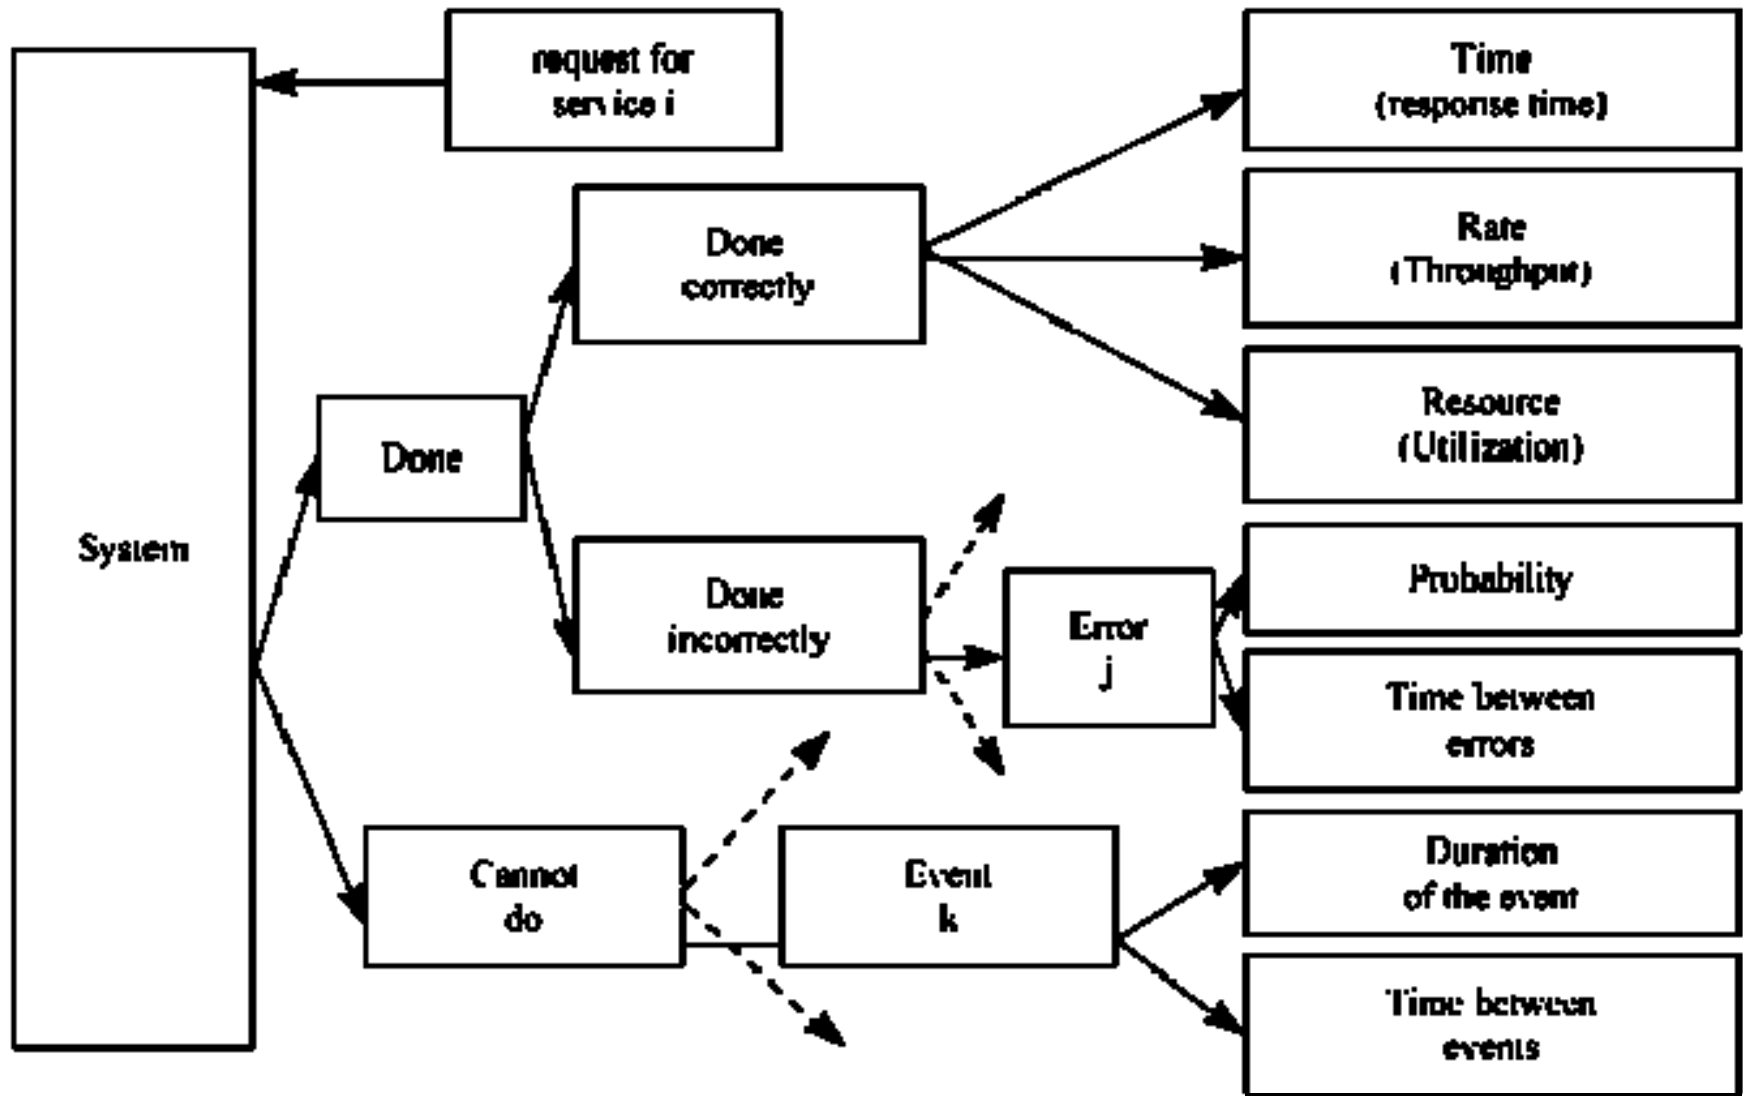 request for
service i
Time
(response time)
Rate
(Throughput)
Done
correctly
Resource
(Utilization)
Done
System
Done
incorrectly
Error
j
Probability
Time between
errors
Cannot
do
Event
k
Duration
of the event
Time between
events